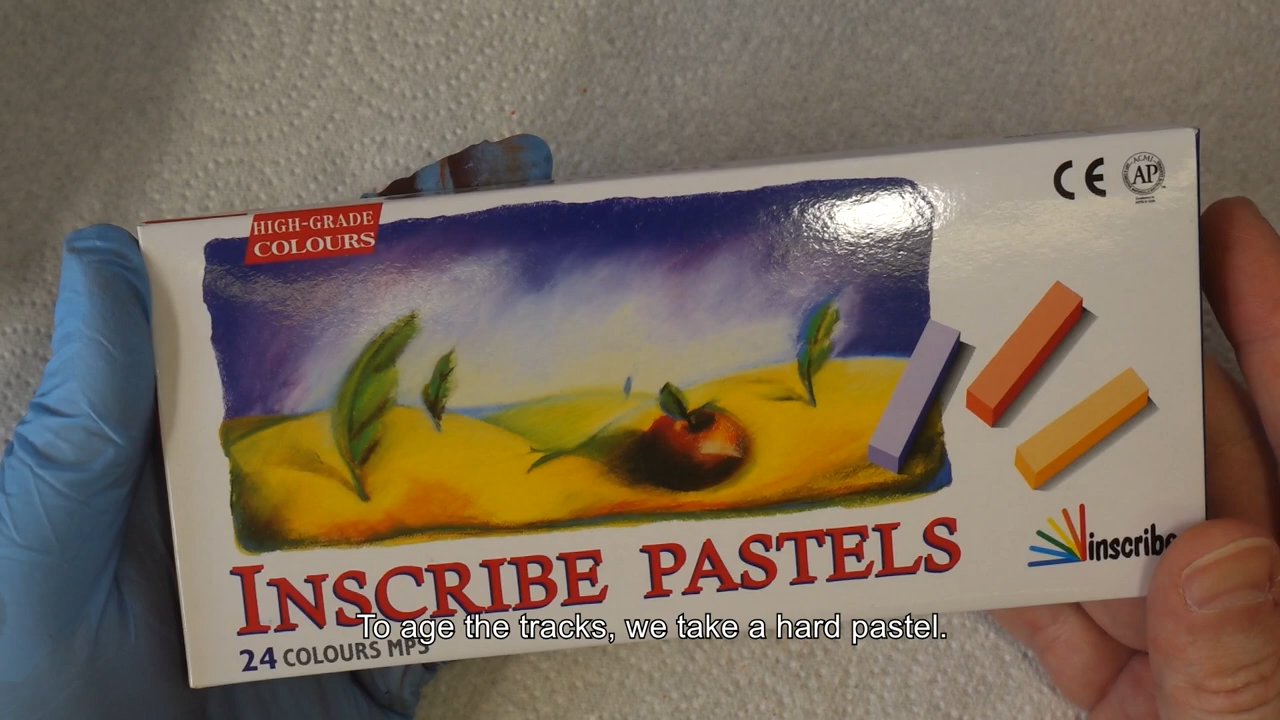 HIGH-GRADE
COLOURS
CE
ACMI
AP
INSCRIBE PASTELS
inscribe
To age the tracks, we take a hard pastel.
24 COLOURS MPS